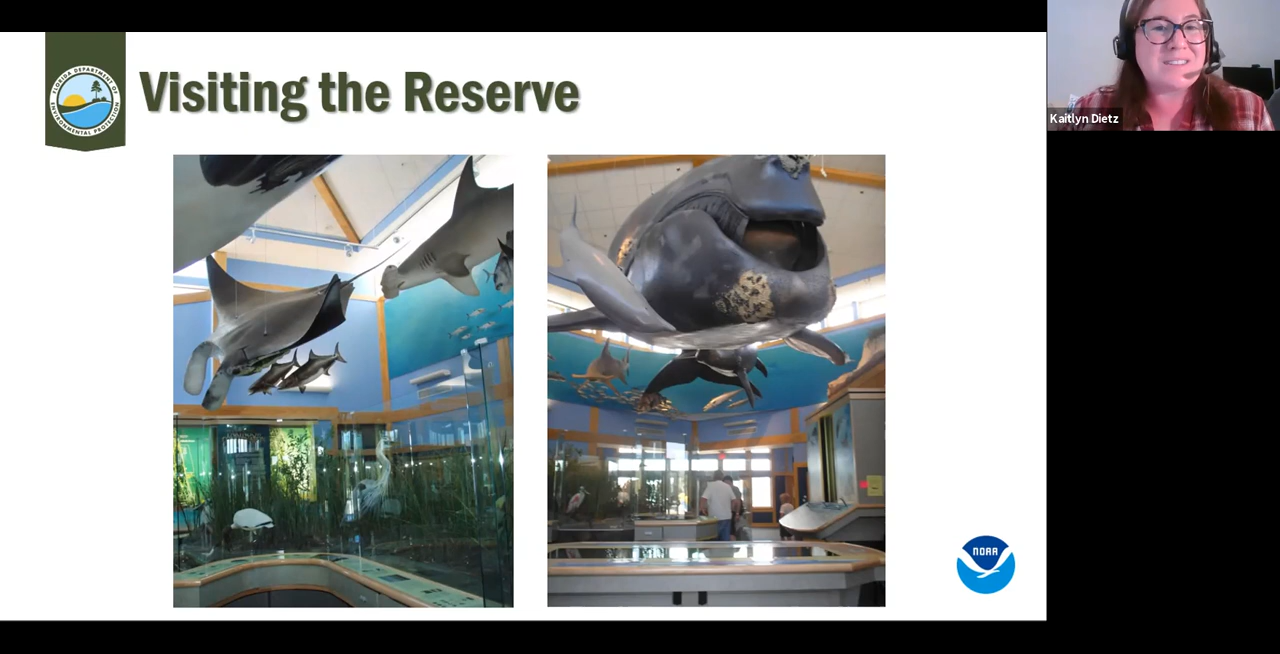 Visiting the Reserve
FLORIDA DEPARTMENT OF
ENVIRONMENTAL PROTECTION
Kaitlyn Dietz
NOAA